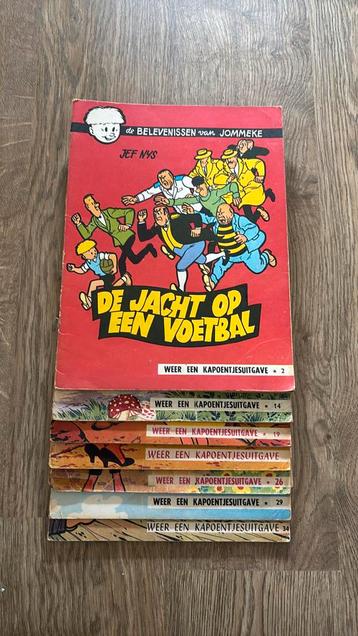 de BELEVENISSEN van JOMMEKE
JEF NYS
DE JACHT OP
EEN VOETBAL
WEER EEN KAPOENTJESUITGAVE * 2
WEER EEN KAPOENTJESUITGAVE * 14
WEER EEN KAPOENTJESUITGAVE * 19
WEER EEN KAPOENTJESUITGAVE
WEER EEN KAPOENTJESUITGAVE * 26
WEER EEN KAPOENTJESUITGAVE * 29
WEER EEN KAPOENTJESUITGAVE 34